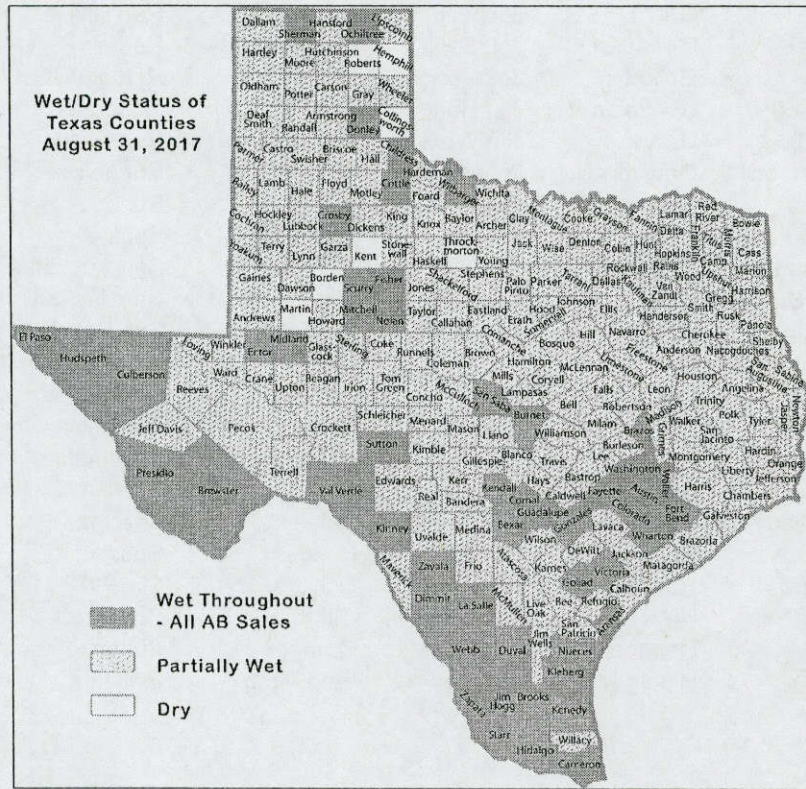 Wet/Dry Status of
Texas Counties
August 31, 2017
Dallam Sherman Hansford Ochiltree Lipscomb
Hartley Moore Hutchinson Roberts Hemphill
Oldham Potter Carson Gray Wheeler
Deaf Smith Randall Armstrong Donley Collingsworth
Parmer Castro Swisher Briscoe Hall Childress
Bailey Lamb Hale Floyd Motley Cottle Hardeman Foard Wilbarger Wichita
Cochran Hockley Lubbock Crosby Dickens King Knox Baylor Archer Clay Montague Cooke Grayson Fannin Lamar Red River Bowie
Delta Franklin Titus Morris Camp Cass
Yoakum Terry Lynn Garza Kent Stonewall Haskell Throckmorton Young Jack Wise Denton Collin Hunt Hopkins Marion
Rockwall Rains Wood Upshur Harrison
Gaines Dawson Borden Scurry Fisher Jones Shackelford Stephens Palo Pinto Parker Tarrant Dallas Kaufman Van Zandt Gregg
Andrews Martin Howard Mitchell Nolan Taylor Callahan Eastland Erath Hood Somervell Johnson Ellis Henderson Smith Rusk Panola
El Paso Hudspeth Culberson Loving Winkler Ector Midland Glasscock Sterling Coke Runnels Coleman Brown Comanche Hamilton Bosque Hill Navarro Anderson Cherokee Nacogdoches Shelby
Reeves Ward Crane Upton Reagan Irion Tom Green Concho McCulloch San Saba Mills Lampasas Coryell McLennan Limestone Freestone Leon Houston Angelina San Augustine Sabine
Jeff Davis Pecos Crockett Schleicher Menard Mason Llano Burnet Bell Falls Robertson Madison Trinity Polk Tyler Jasper Newton
Presidio Brewster Terrell Val Verde Sutton Kimble Gillespie Blanco Williamson Milam Brazos Grimes Walker San Jacinto Hardin
Travis Lee Burleson Washington Montgomery Liberty Orange Jefferson
Edwards Real Kerr Bandera Kendall Comal Hays Caldwell Bastrop Fayette Austin Waller Harris Chambers
Kinney Uvalde Medina Bexar Guadalupe Gonzales Colorado Fort Bend Galveston
Maverick Zavala Frio Atascosa Wilson Lavaca Wharton Brazoria
Karnes DeWitt Jackson Matagorda
Dimmit La Salle McMullen Live Oak Bee Goliad Victoria Calhoun
Refugio Aransas
Webb Duval Jim Wells San Patricio Nueces
Kleberg
Zapata Jim Hogg Brooks Kenedy
Starr Hidalgo Willacy
Cameron
Wet Throughout
- All AB Sales
Partially Wet
Dry